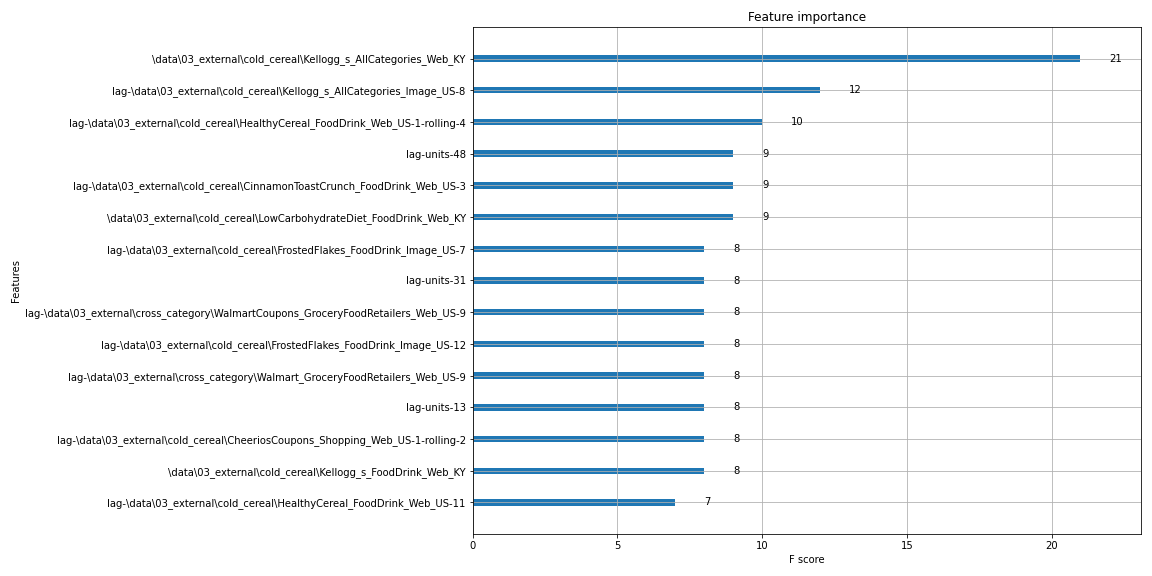 Feature importance
\data\03_external\cold_cereal\Kellogg_s_AllCategories_Web_KY 21
lag-\data\03_external\cold_cereal\Kellogg_s_AllCategories_Image_US-8 12
lag-\data\03_external\cold_cereal\HealthyCereal_FoodDrink_Web_US-1-rolling-4 10
lag-units-48 9
lag-\data\03_external\cold_cereal\CinnamonToastCrunch_FoodDrink_Web_US-3 9
\data\03_external\cold_cereal\LowCarbohydrateDiet_FoodDrink_Web_KY 9
lag-\data\03_external\cold_cereal\FrostedFlakes_FoodDrink_Image_US-7 8
lag-units-31 8
lag-\data\03_external\cross_category\WalmartCoupons_GroceryFoodRetailers_Web_US-9 8
lag-\data\03_external\cold_cereal\FrostedFlakes_FoodDrink_Image_US-12 8
lag-\data\03_external\cross_category\Walmart_GroceryFoodRetailers_Web_US-9 8
lag-units-13 8
lag-\data\03_external\cold_cereal\CheeriosCoupons_Shopping_Web_US-1-rolling-2 8
\data\03_external\cold_cereal\Kellogg_s_FoodDrink_Web_KY 8
lag-\data\03_external\cold_cereal\HealthyCereal_FoodDrink_Web_US-11 7
Features
0 5 10 15 20
F score